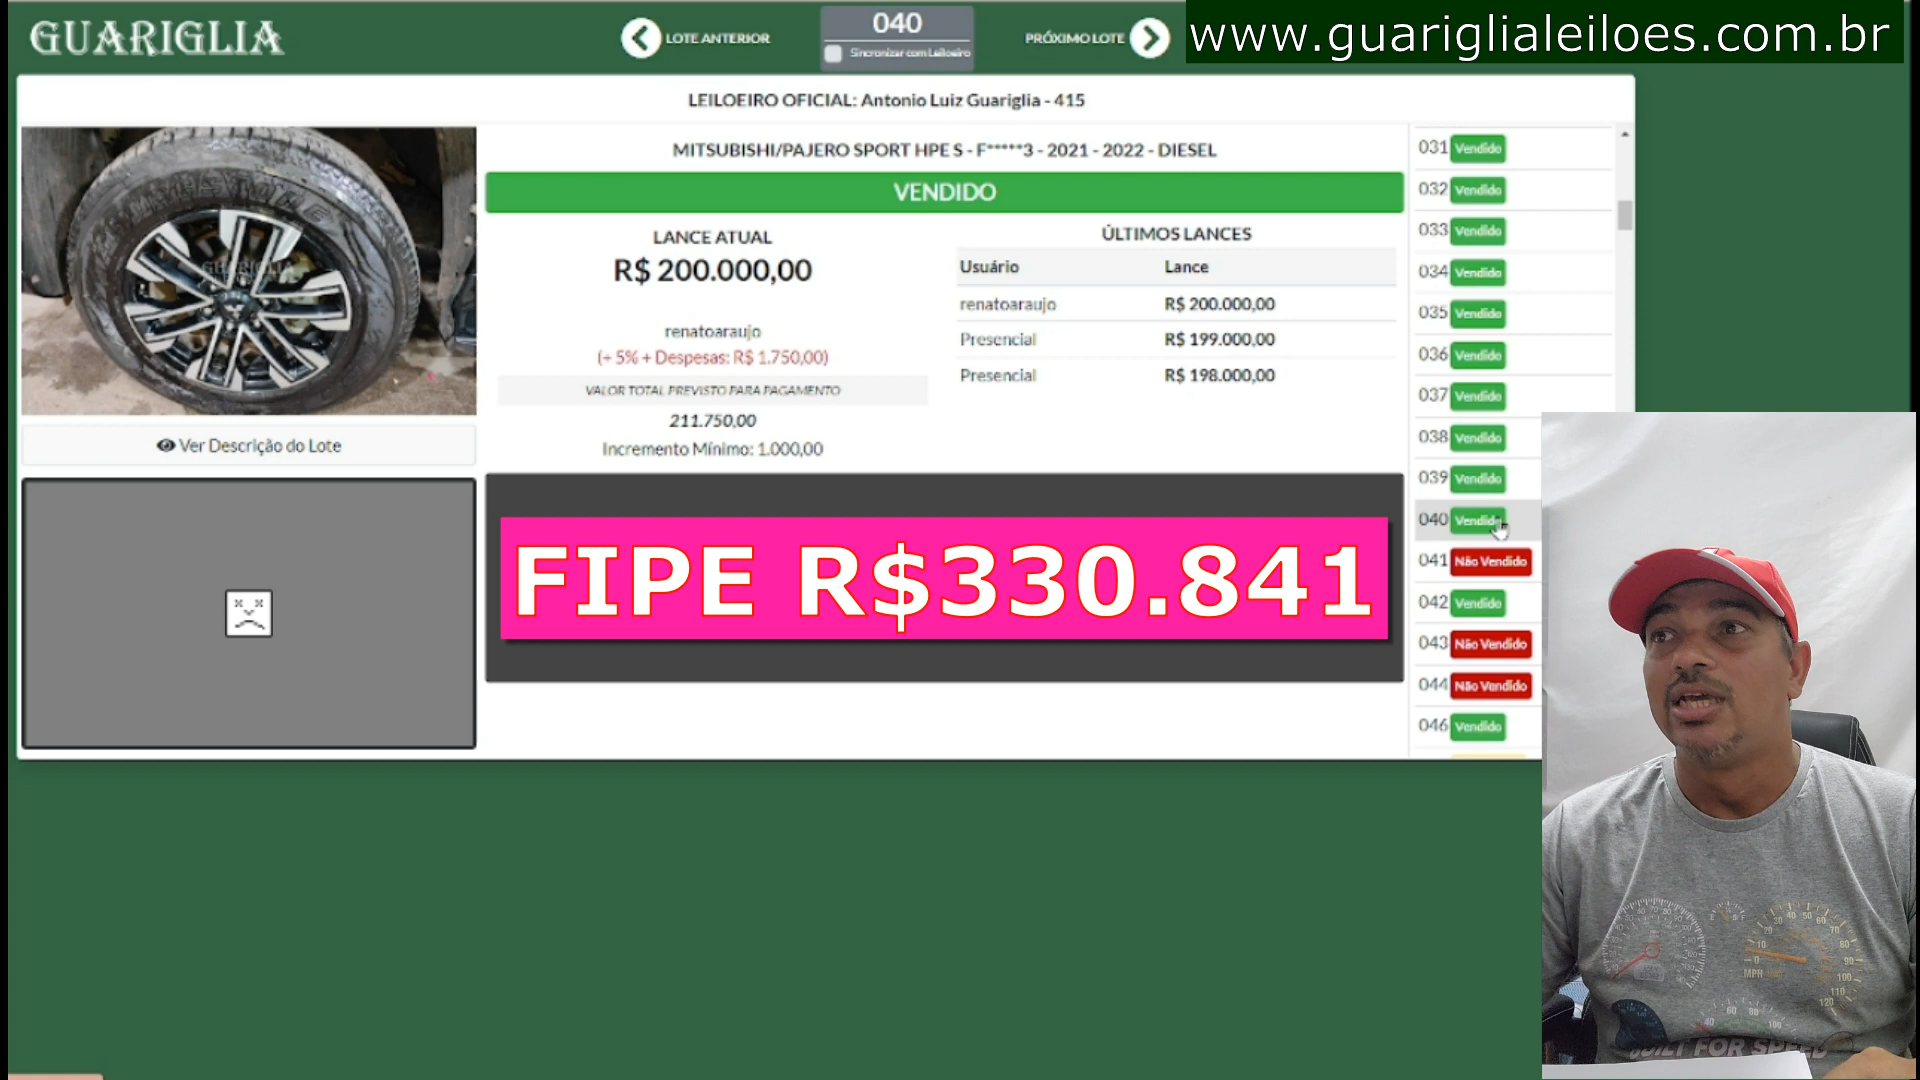 GUARIGLIA
LOTE ANTERIOR
040
Sincronizar com Leiloeiro
PRÓXIMO LOTE
www.guariglialeiloes.com.br
LEILOEIRO OFICIAL: Antonio Luiz Guariglia - 415
MITSUBISHI/PAJERO SPORT HPE S - F*****3 - 2021 - 2022 - DIESEL
VENDIDO
LANCE ATUAL
R$ 200.000,00
renatoaraujo
(+ 5% + Despesas: R$ 1.750,00)
VALOR TOTAL PREVISTO PARA PAGAMENTO
211.750,00
Incremento Mínimo: 1.000,00
ÚLTIMOS LANCES
Usuário Lance
renatoaraujo R$ 200.000,00
Presencial R$ 199.000,00
Presencial R$ 198.000,00
GUARIGLIA
Ver Descrição do Lote
FIPE R$330.841
031 Vendido
032 Vendido
033 Vendido
034 Vendido
035 Vendido
036 Vendido
037 Vendido
038 Vendido
039 Vendido
040 Vendido
041 Não Vendido
042 Vendido
043 Não Vendido
044 Não Vendido
046 Vendido
MPH
BUILT FOR SPEED